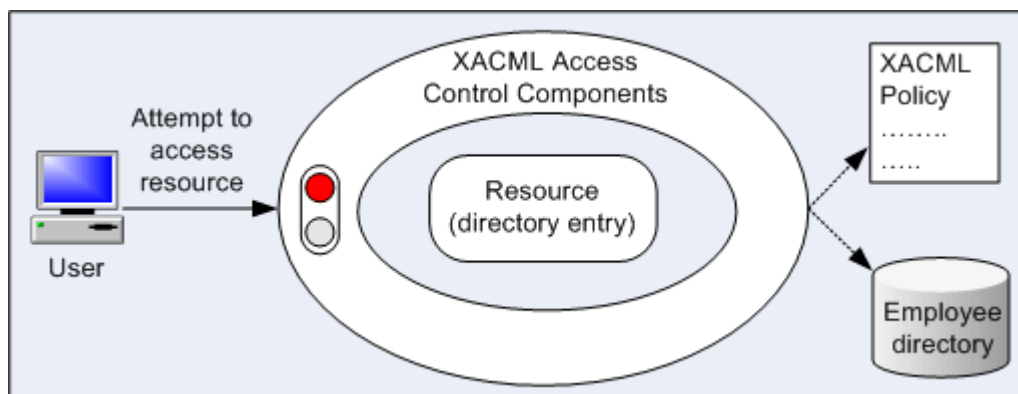 XACML Access
Control Components
Attempt to
access
resource
User
Resource
(directory entry)
XACML
Policy
........
.....
Employee
directory